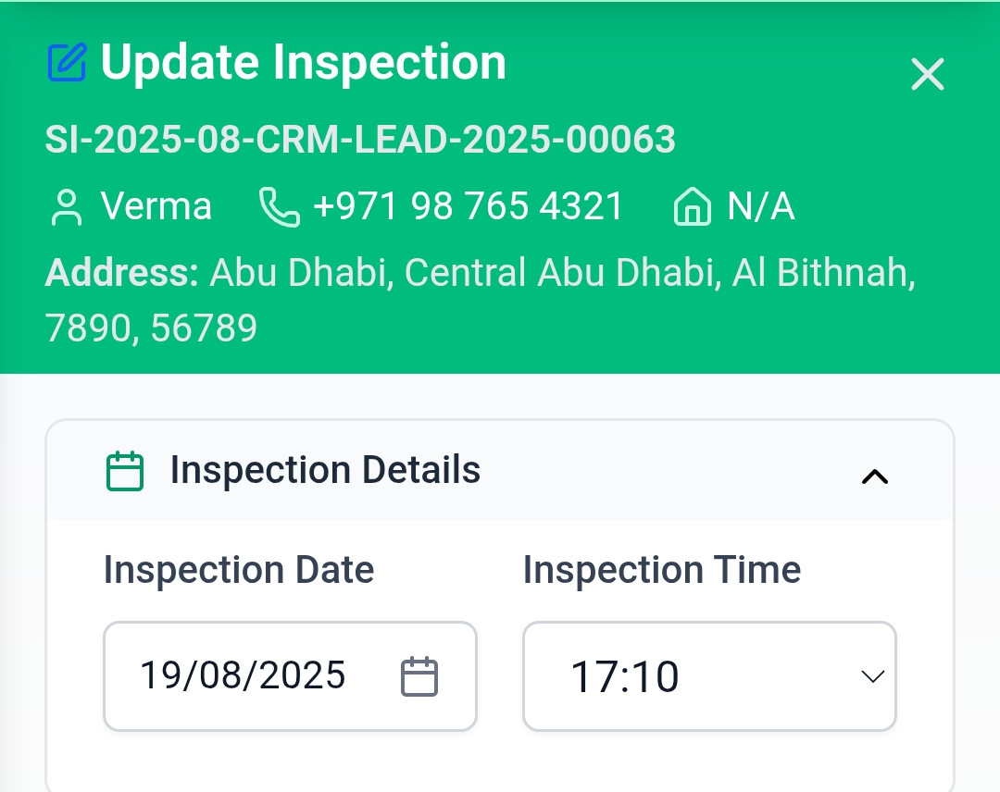 Update Inspection
SI-2025-08-CRM-LEAD-2025-00063
Verma +971 98 765 4321 N/A
Address: Abu Dhabi, Central Abu Dhabi, Al Bithnah,
7890, 56789
Inspection Details
Inspection Date Inspection Time
19/08/2025 17:10